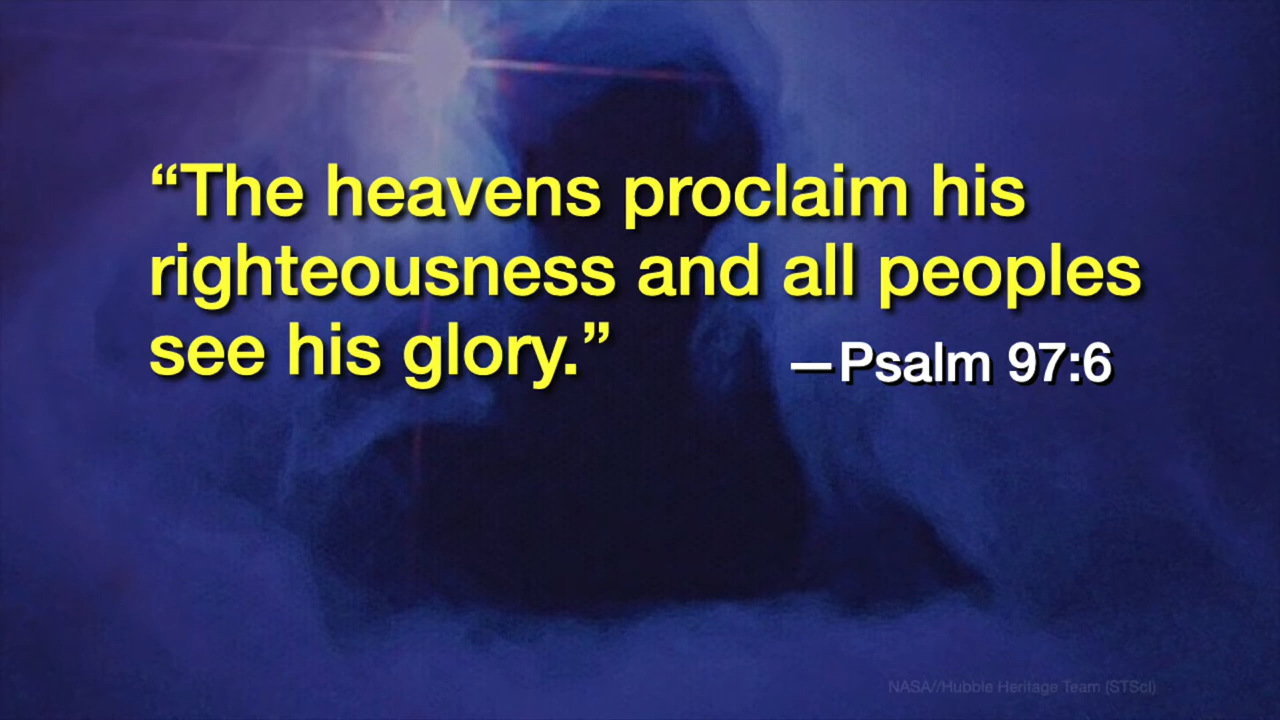 “The heavens proclaim his
righteousness and all peoples
see his glory.”
—Psalm 97:6
NASA//Hubble Heritage Team (STScI)